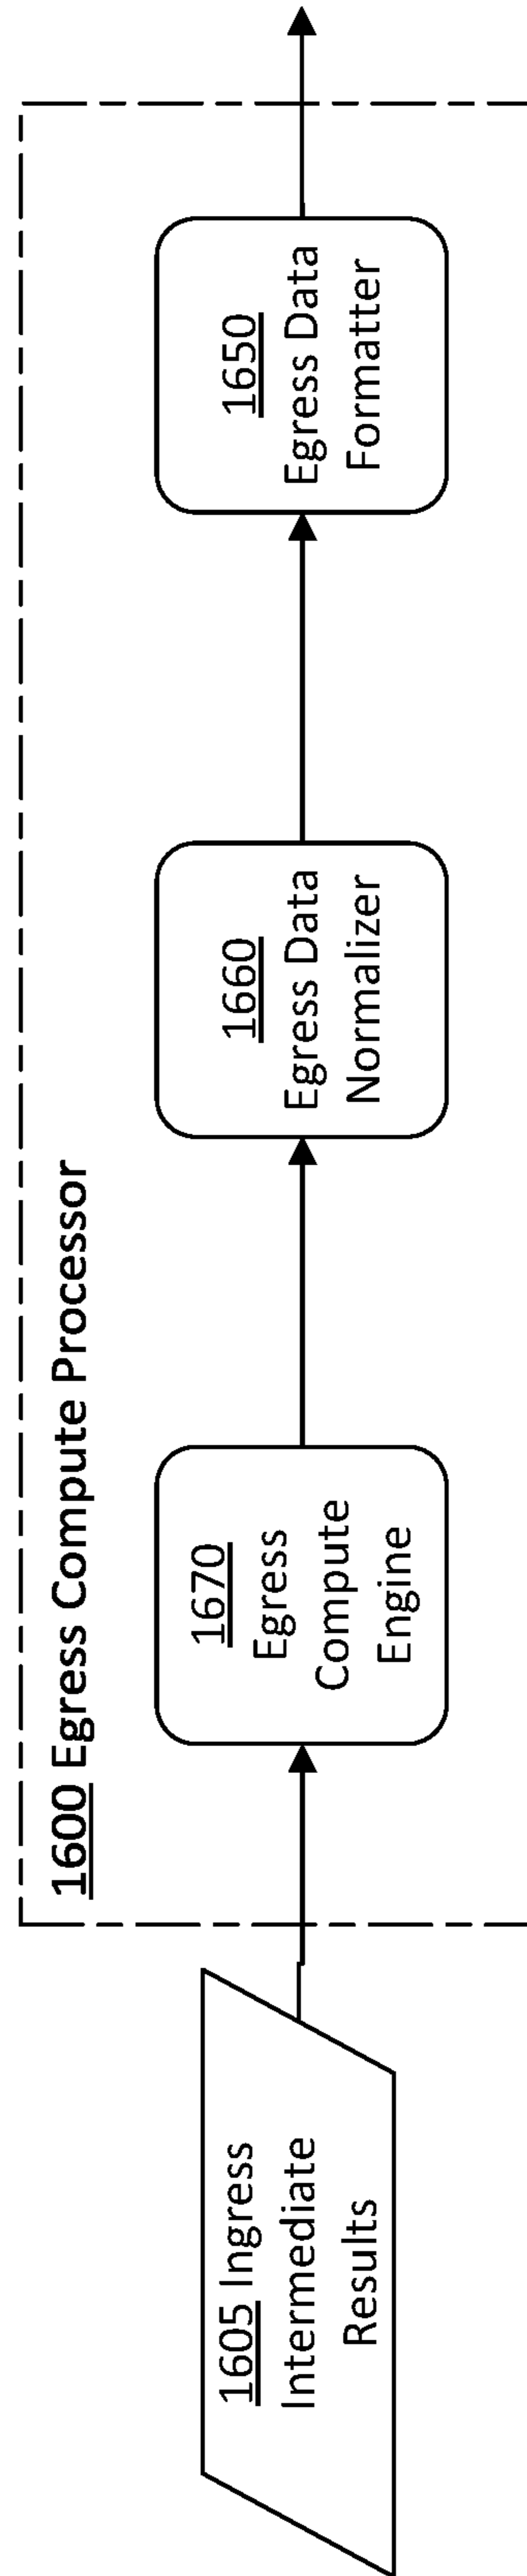 1600 Egress Compute Processor
1605 Ingress
Intermediate
Results
1670
Egress
Compute
Engine
1660
Egress Data
Normalizer
1650
Egress Data
Formatter